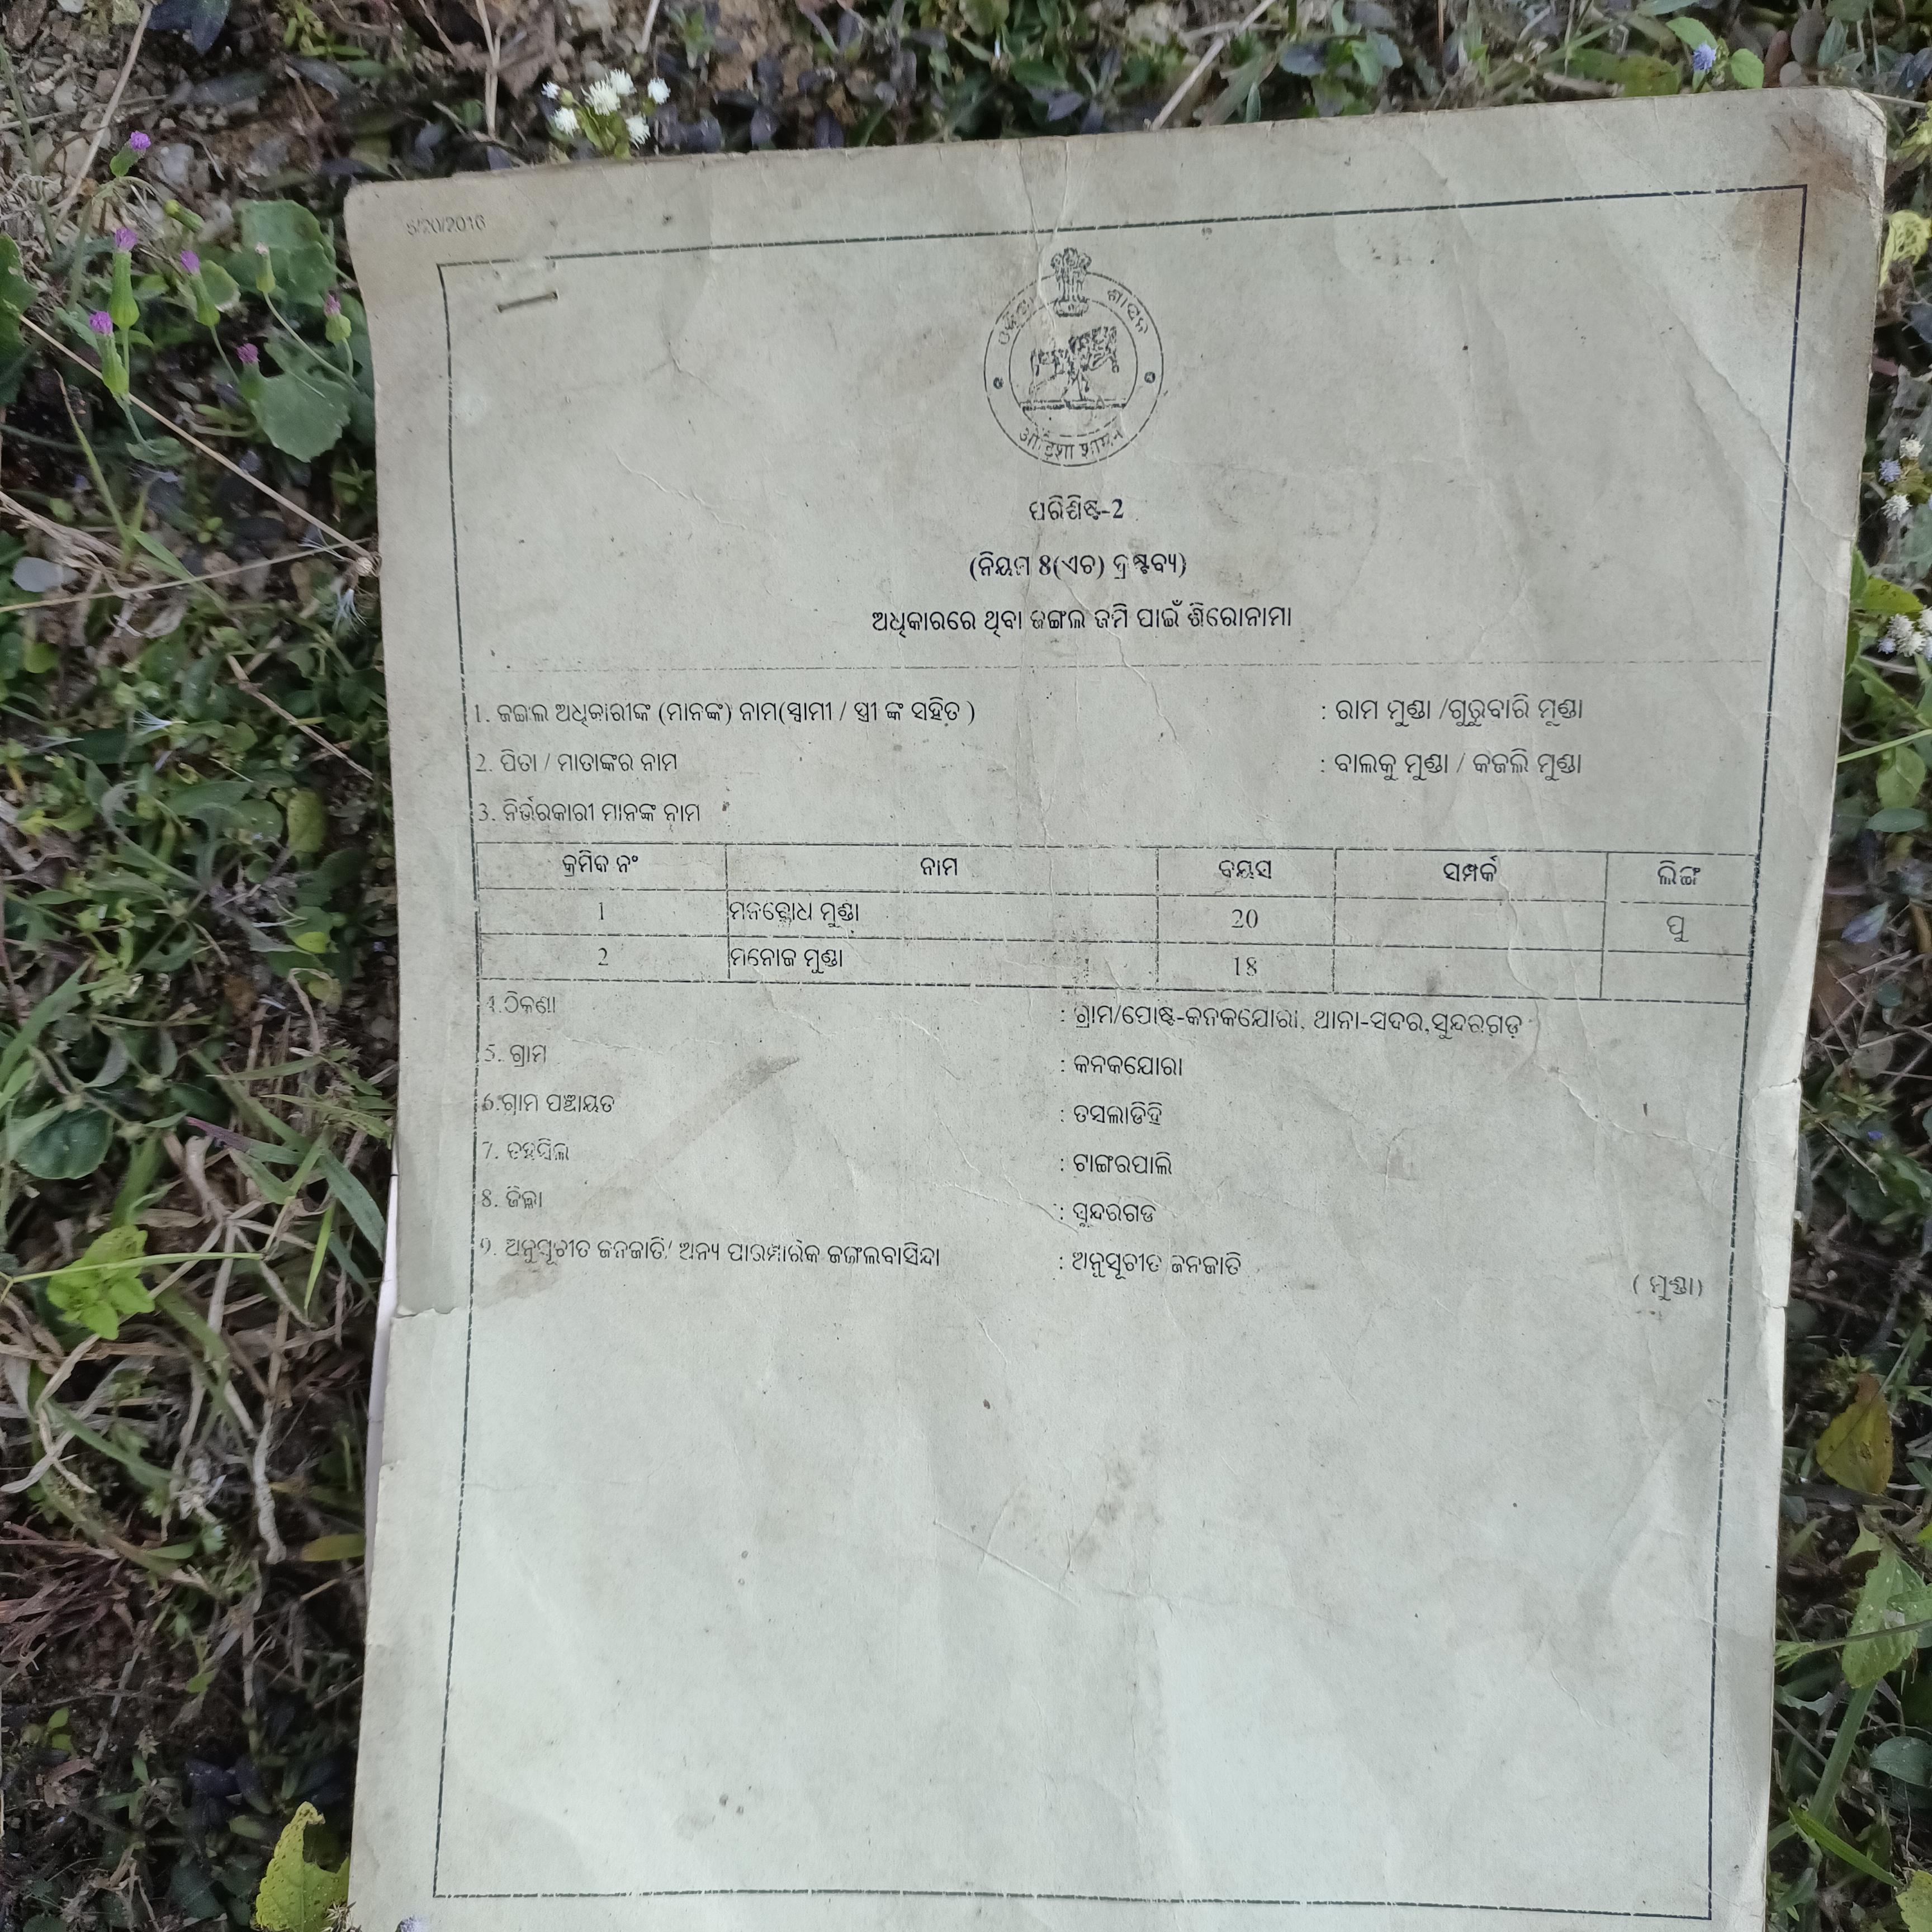 5/20/2016
ଓଡ଼ିଶା ଶାସନ
ओड़िशा शासन
ପରିଶିଷ୍ଟ-2
(ନିୟମ 8(ଏଚ) ଦ୍ରଷ୍ଟବ୍ୟ)
ଅଧିକାରରେ ଥିବା ଜଙ୍ଗଲ ଜମି ପାଇଁ ଶିରୋନାମା
1. ଜଙ୍ଗଲ ଅଧିକାରୀଙ୍କ (ମାନଙ୍କ) ନାମ(ସ୍ୱାମୀ / ସ୍ତ୍ରୀ ଙ୍କ ସହିତ ) : ରାମ ମୁଣ୍ଡା /ଗୁରୁବାରି ମୁଣ୍ଡା
2. ପିତା / ମାତାଙ୍କର ନାମ : ବାଲକୁ ମୁଣ୍ଡା / କଜଲି ମୁଣ୍ଡା
3. ନିର୍ଭରକାରୀ ମାନଙ୍କ ନାମ
କ୍ରମିକ ନଂ ନାମ ବୟସ ସମ୍ପର୍କ ଲିଙ୍ଗ
1 ମନବୋଧ ମୁଣ୍ଡା 20 ପୁ
2 ମନୋଜ ମୁଣ୍ଡା 18
4.ଠିକଣା : ଗ୍ରାମ/ପୋଷ୍ଟ-କନକଯୋରା, ଥାନା-ସଦର,ସୁନ୍ଦରଗଡ଼
5. ଗ୍ରାମ : କନକଯୋରା
6.ଗ୍ରାମ ପଞ୍ଚାୟତ : ତସଲାଡିହି
7. ତହସିଲ : ଟାଙ୍ଗରପାଲି
8. ଜିଲ୍ଲା : ସୁନ୍ଦରଗଡ
9. ଅନୁସୂଚୀତ ଜନଜାତି/ ଅନ୍ୟ ପାରମ୍ପାରିକ ଜଙ୍ଗଲବାସିନ୍ଦା : ଅନୁସୂଚୀତ ଜନଜାତି
( ମୁଣ୍ଡା)